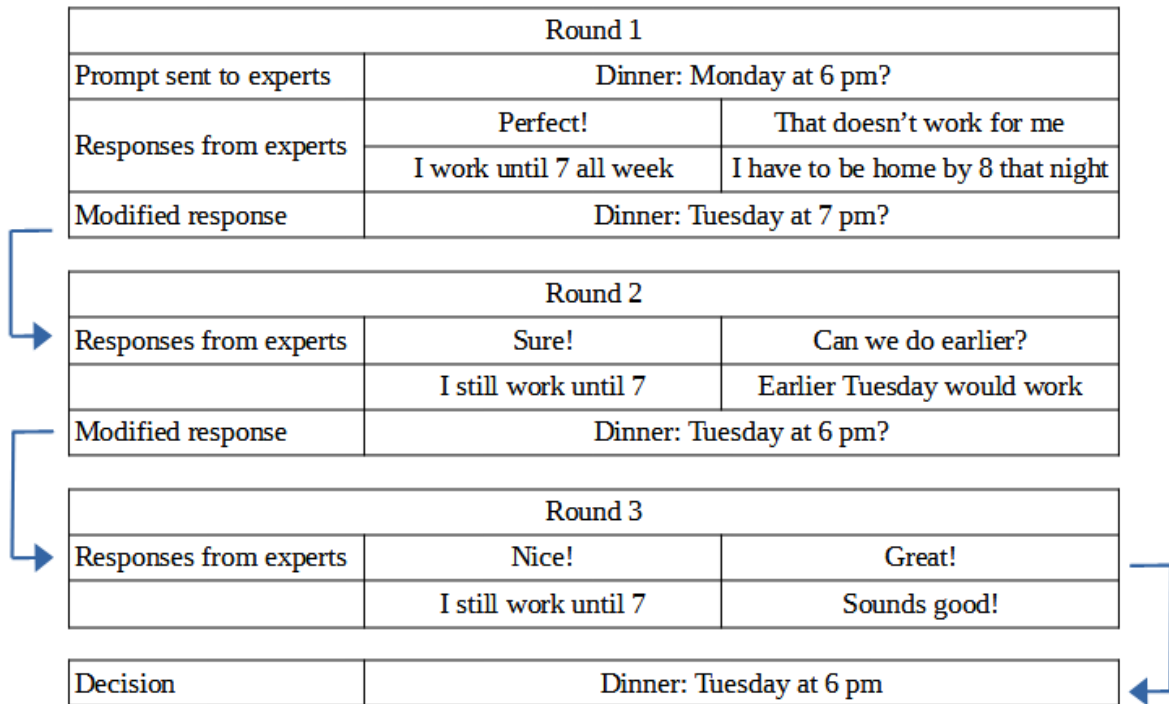 Round 1
Prompt sent to experts Dinner: Monday at 6 pm?
Responses from experts
Perfect! That doesn’t work for me
I work until 7 all week I have to be home by 8 that night
Modified response Dinner: Tuesday at 7 pm?
Round 2
Responses from experts Sure! Can we do earlier?
I still work until 7 Earlier Tuesday would work
Modified response Dinner: Tuesday at 6 pm?
Round 3
Responses from experts Nice! Great!
I still work until 7 Sounds good!
Decision Dinner: Tuesday at 6 pm